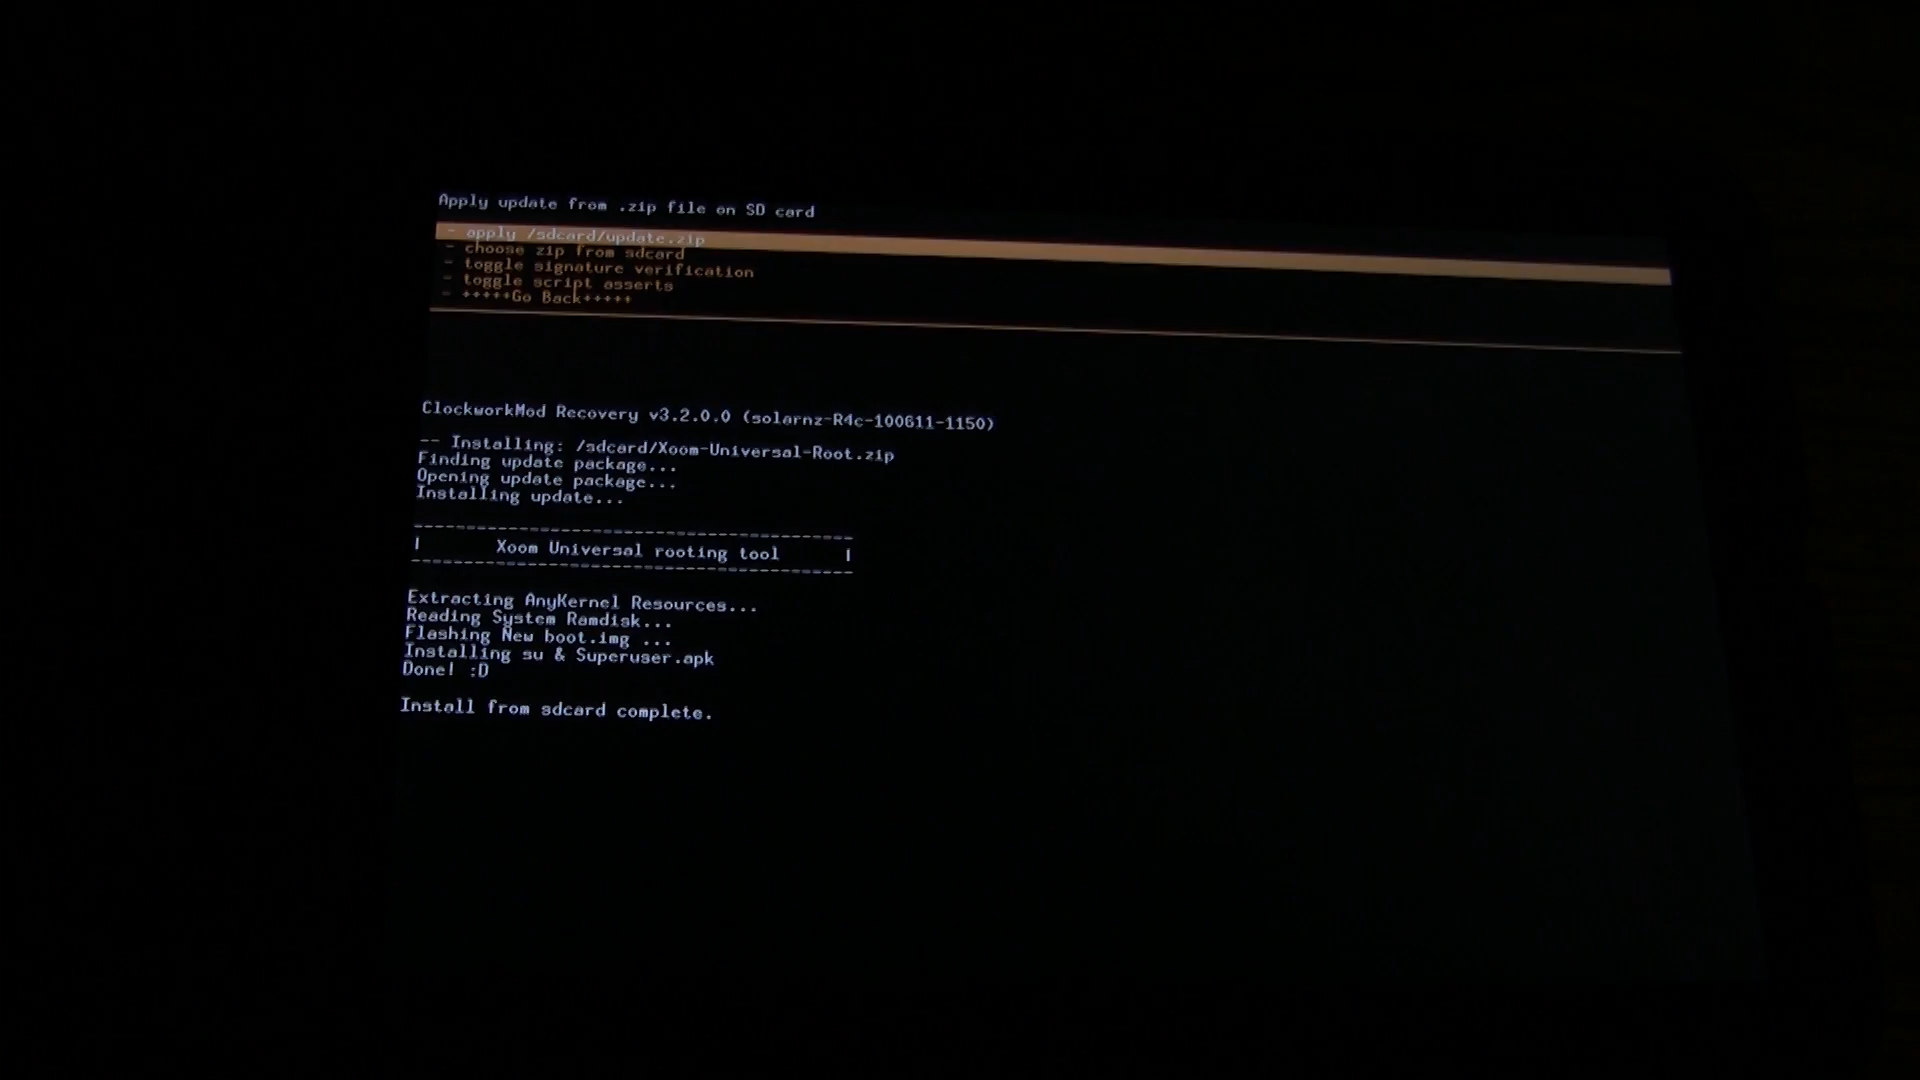 Apply update from .zip file on SD card
- apply /sdcard/update.zip
- choose zip from sdcard
- toggle signature verification
- toggle script asserts
- +++++Go Back+++++
ClockworkMod Recovery v3.2.0.0 (solarnz-R4c-100611-1150)
-- Installing: /sdcard/Xoom-Universal-Root.zip
Finding update package...
Opening update package...
Installing update...
----------------------------------------
| Xoom Universal rooting tool |
----------------------------------------
Extracting AnyKernel Resources...
Reading System Ramdisk...
Flashing New boot.img ...
Installing su & Superuser.apk
Done! :D
Install from sdcard complete.